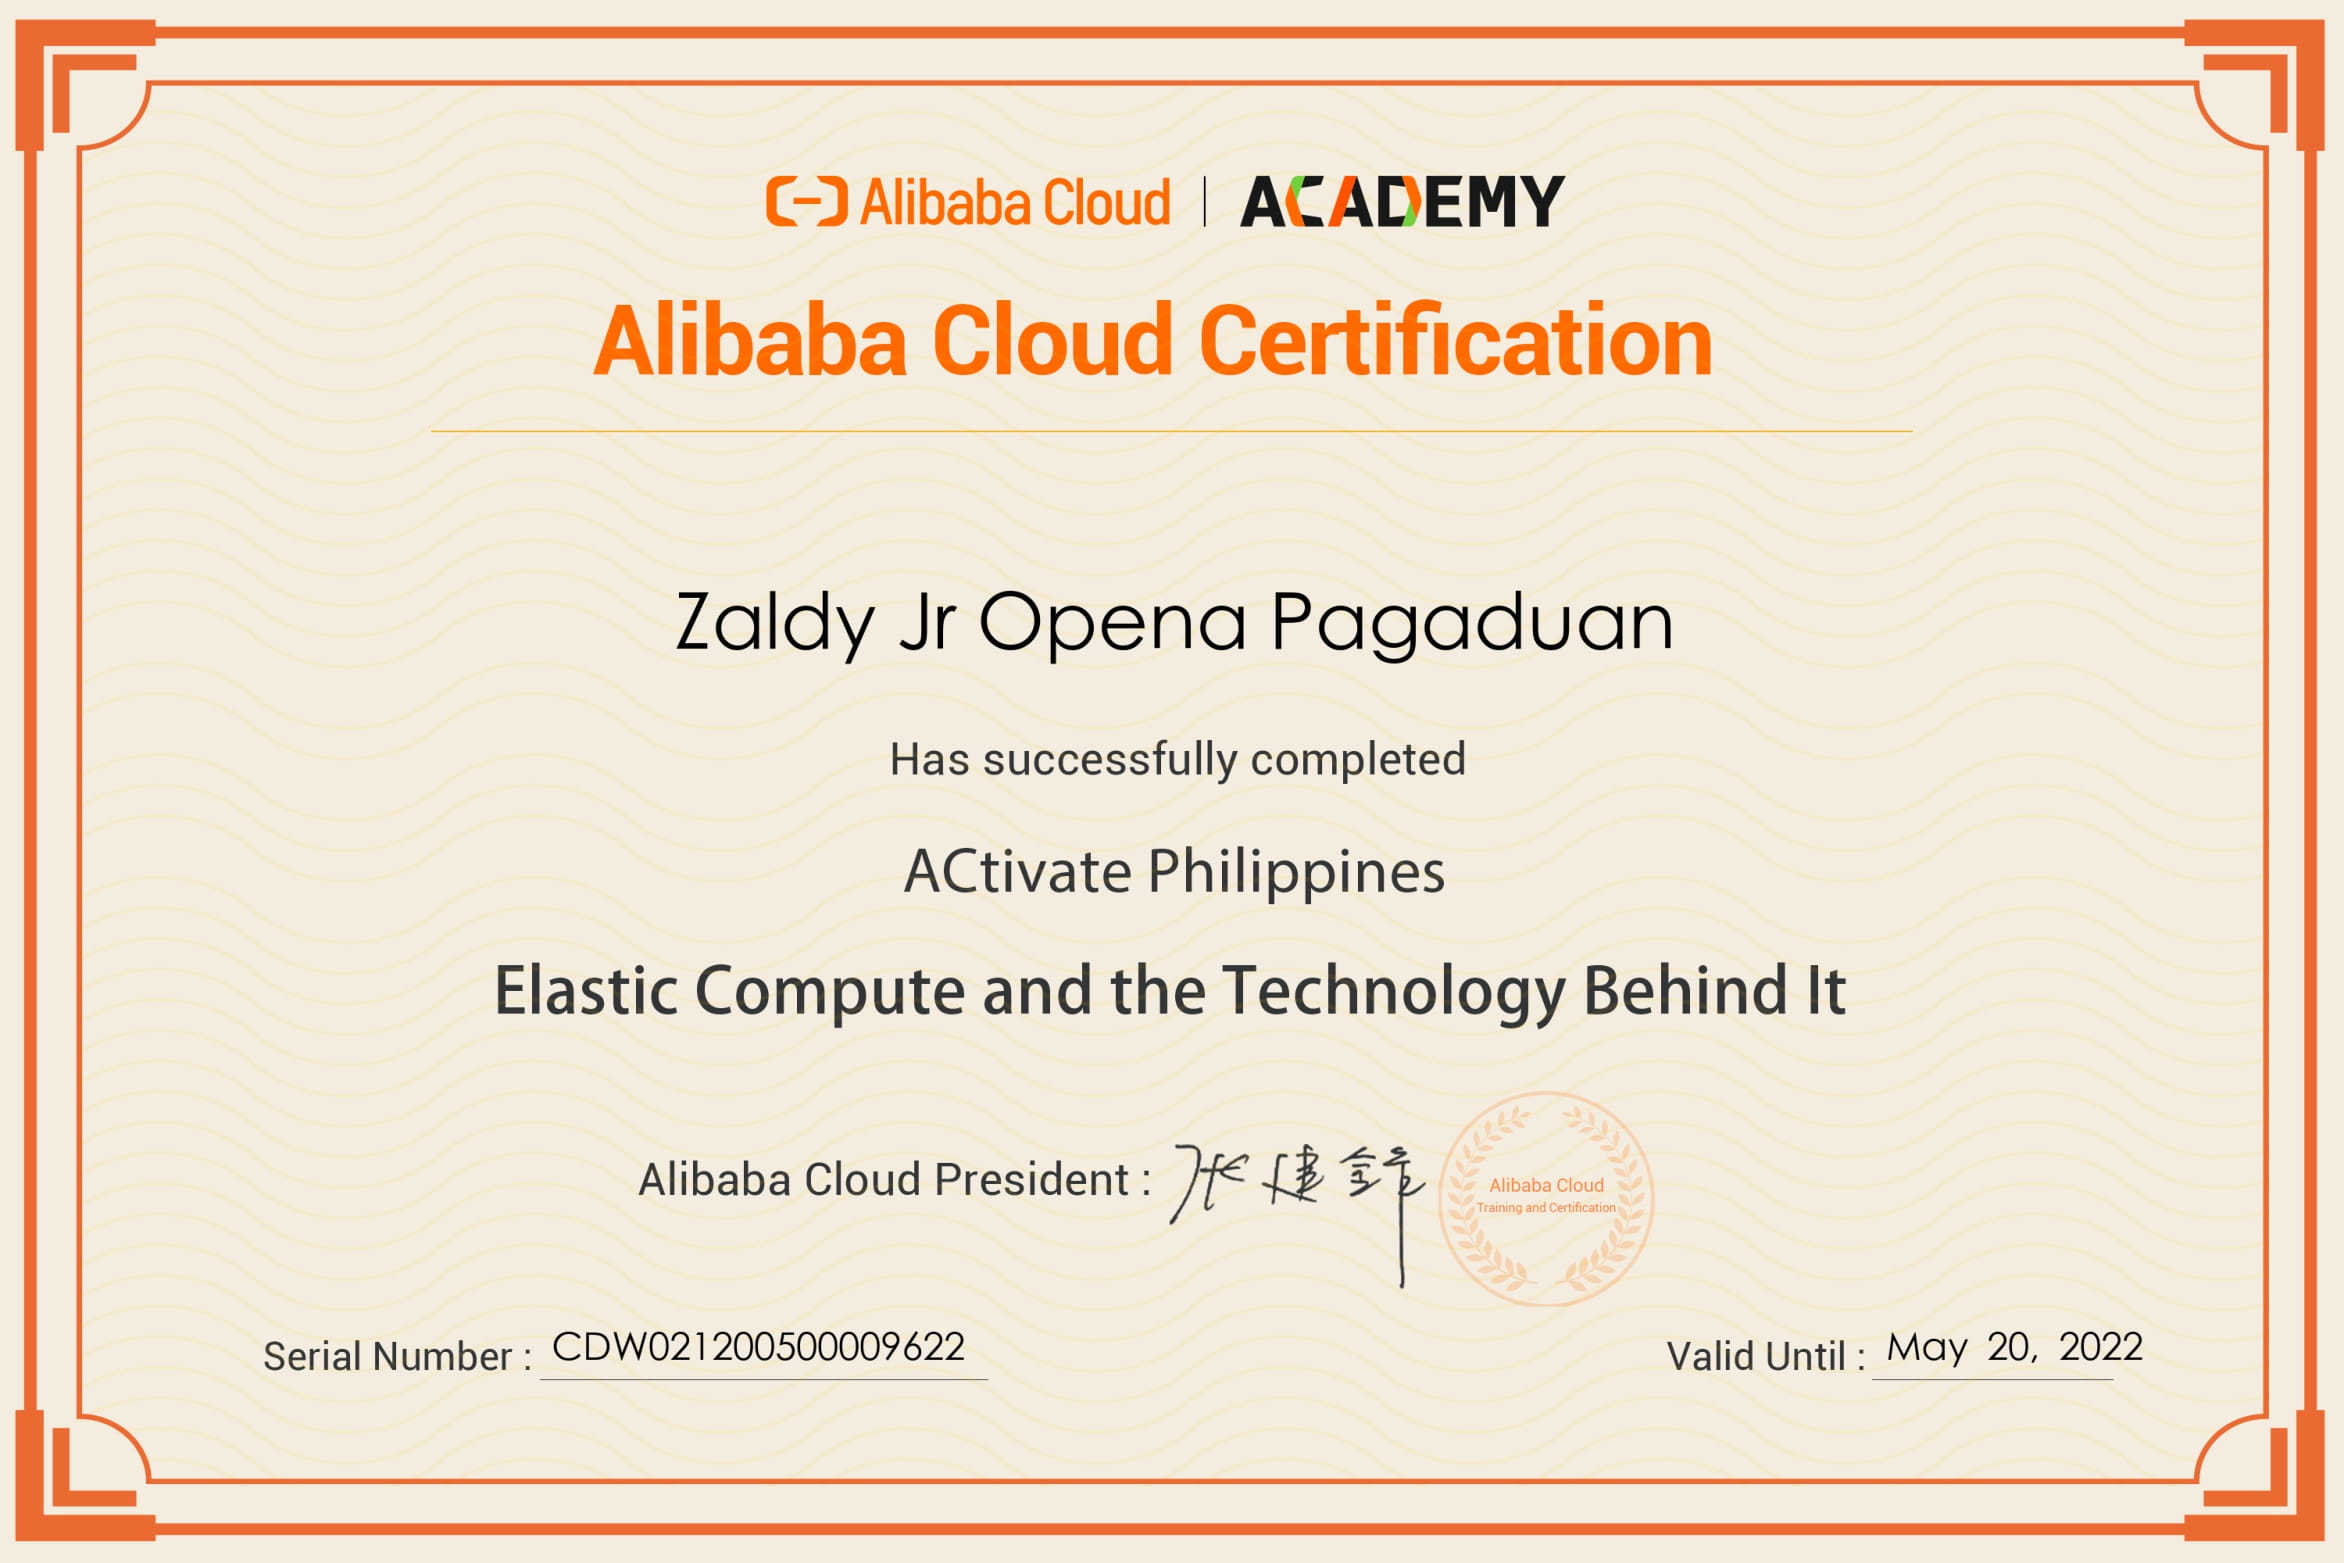 Alibaba Cloud | ACADEMY
Alibaba Cloud Certification
Zaldy Jr Opena Pagaduan
Has successfully completed
ACtivate Philippines
Elastic Compute and the Technology Behind It
Alibaba Cloud President : 张建锋
Alibaba Cloud
Training and Certification
Serial Number : CDW021200500009622
Valid Until : May 20, 2022